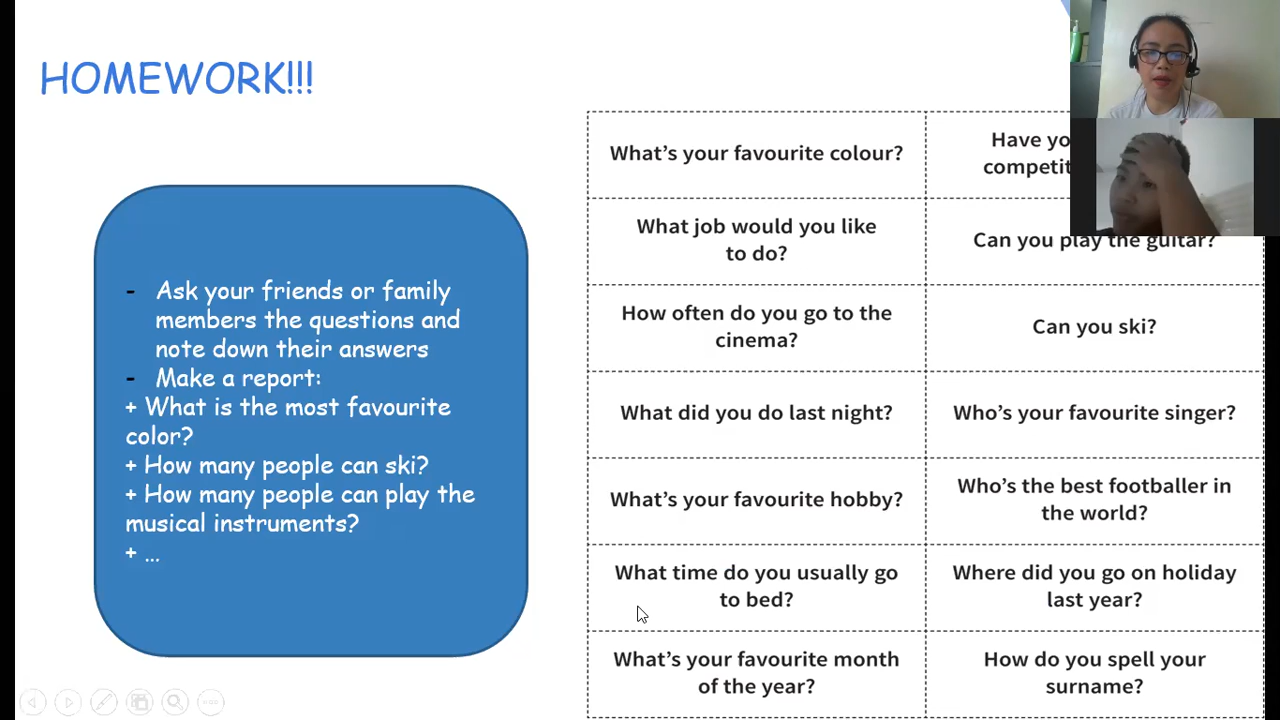 HOMEWORK!!!
- Ask your friends or family
members the questions and
note down their answers
- Make a report:
+ What is the most favourite
color?
+ How many people can ski?
+ How many people can play the
musical instruments?
+ ...
What's your favourite colour?
Have
competit
What job would you like
to do?
Can you play the guitar?
How often do you go to the
cinema?
Can you ski?
What did you do last night?
Who's your favourite singer?
What's your favourite hobby?
Who's the best footballer in
the world?
What time do you usually go
to bed?
Where did you go on holiday
last year?
What's your favourite month
of the year?
How do you spell your
surname?